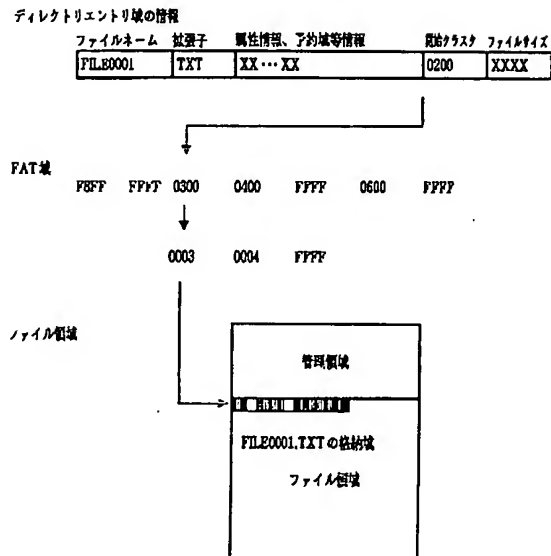 ディレクトリエントリ域の情報
ファイルネーム 拡張子 属性情報、予約域等情報 開始クラスタ ファイルサイズ
FILE0001 TXT XX…XX 0200 XXXX
FAT域
F8FF FFFF 0300 0400 FFFF 0600 FFFF
0003 0004 FFFF
ファイル領域
管理領域
FILE0001.TXTの格納域
ファイル領域